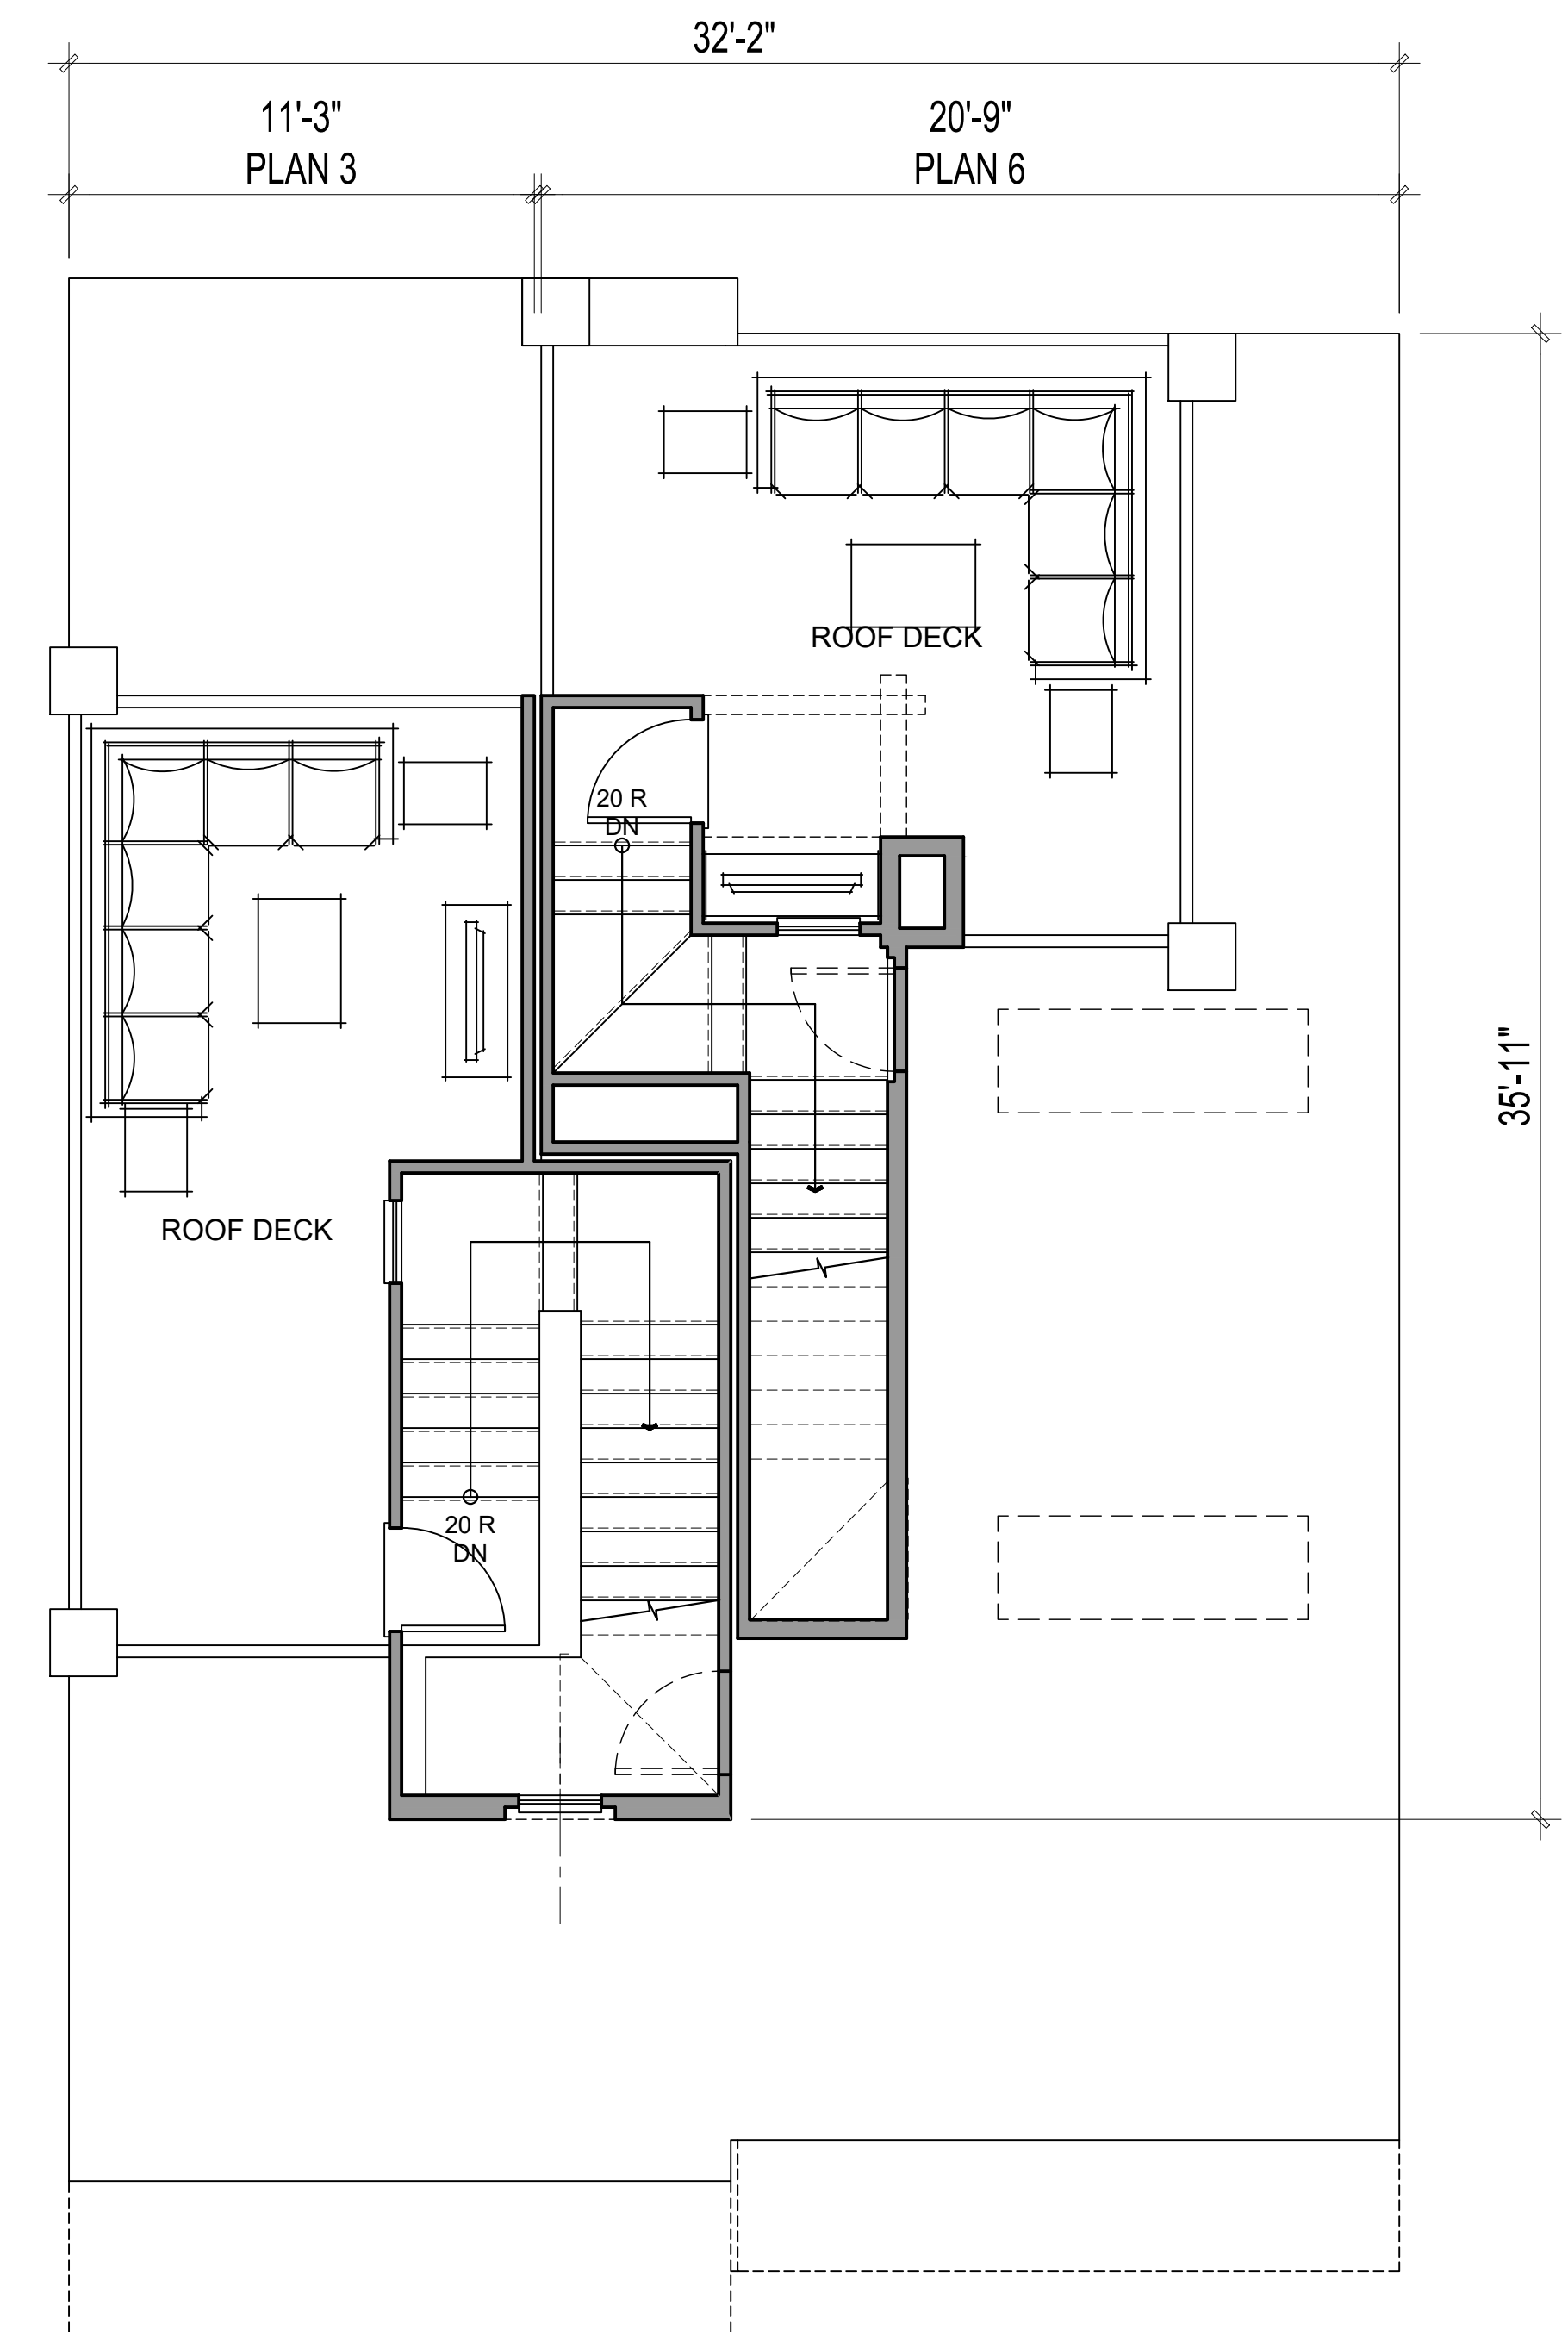 32'-2"
11'-3"
PLAN 3
20'-9"
PLAN 6
ROOF DECK
20 R
DN
35'-11"
ROOF DECK
20 R
DN